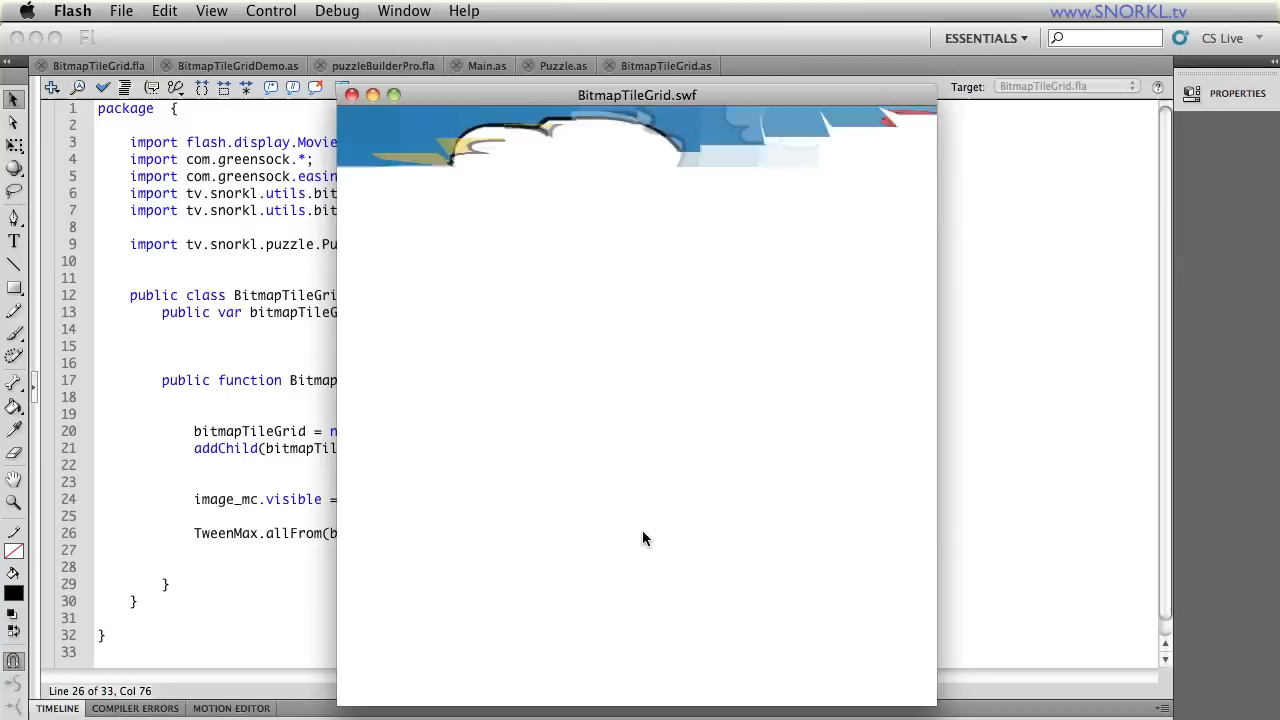 Flash File Edit View Control Debug Window Help
www.SNORKL.tv
Fl ESSENTIALS CS Live
BitmapTileGrid.fla BitmapTileGridDemo.as puzzleBuilderPro.fla Main.as Puzzle.as BitmapTileGrid.as
Target: BitmapTileGrid.fla
PROPERTIES
BitmapTileGrid.swf
1 package {
2
3 import flash.display.Movie
4 import com.greensock.*;
5 import com.greensock.easin
6 import tv.snorkl.utils.bit
7 import tv.snorkl.utils.bit
8
9 import tv.snorkl.puzzle.Pu
10
11
12 public class BitmapTileGri
13 public var bitmapTileG
14
15
16
17 public function Bitmap
18
19
20 bitmapTileGrid = n
21 addChild(bitmapTil
22
23
24 image_mc.visible =
25
26 TweenMax.allFrom(b
27
28
29 }
30 }
31
32 }
33
Line 26 of 33, Col 76
TIMELINE COMPILER ERRORS MOTION EDITOR